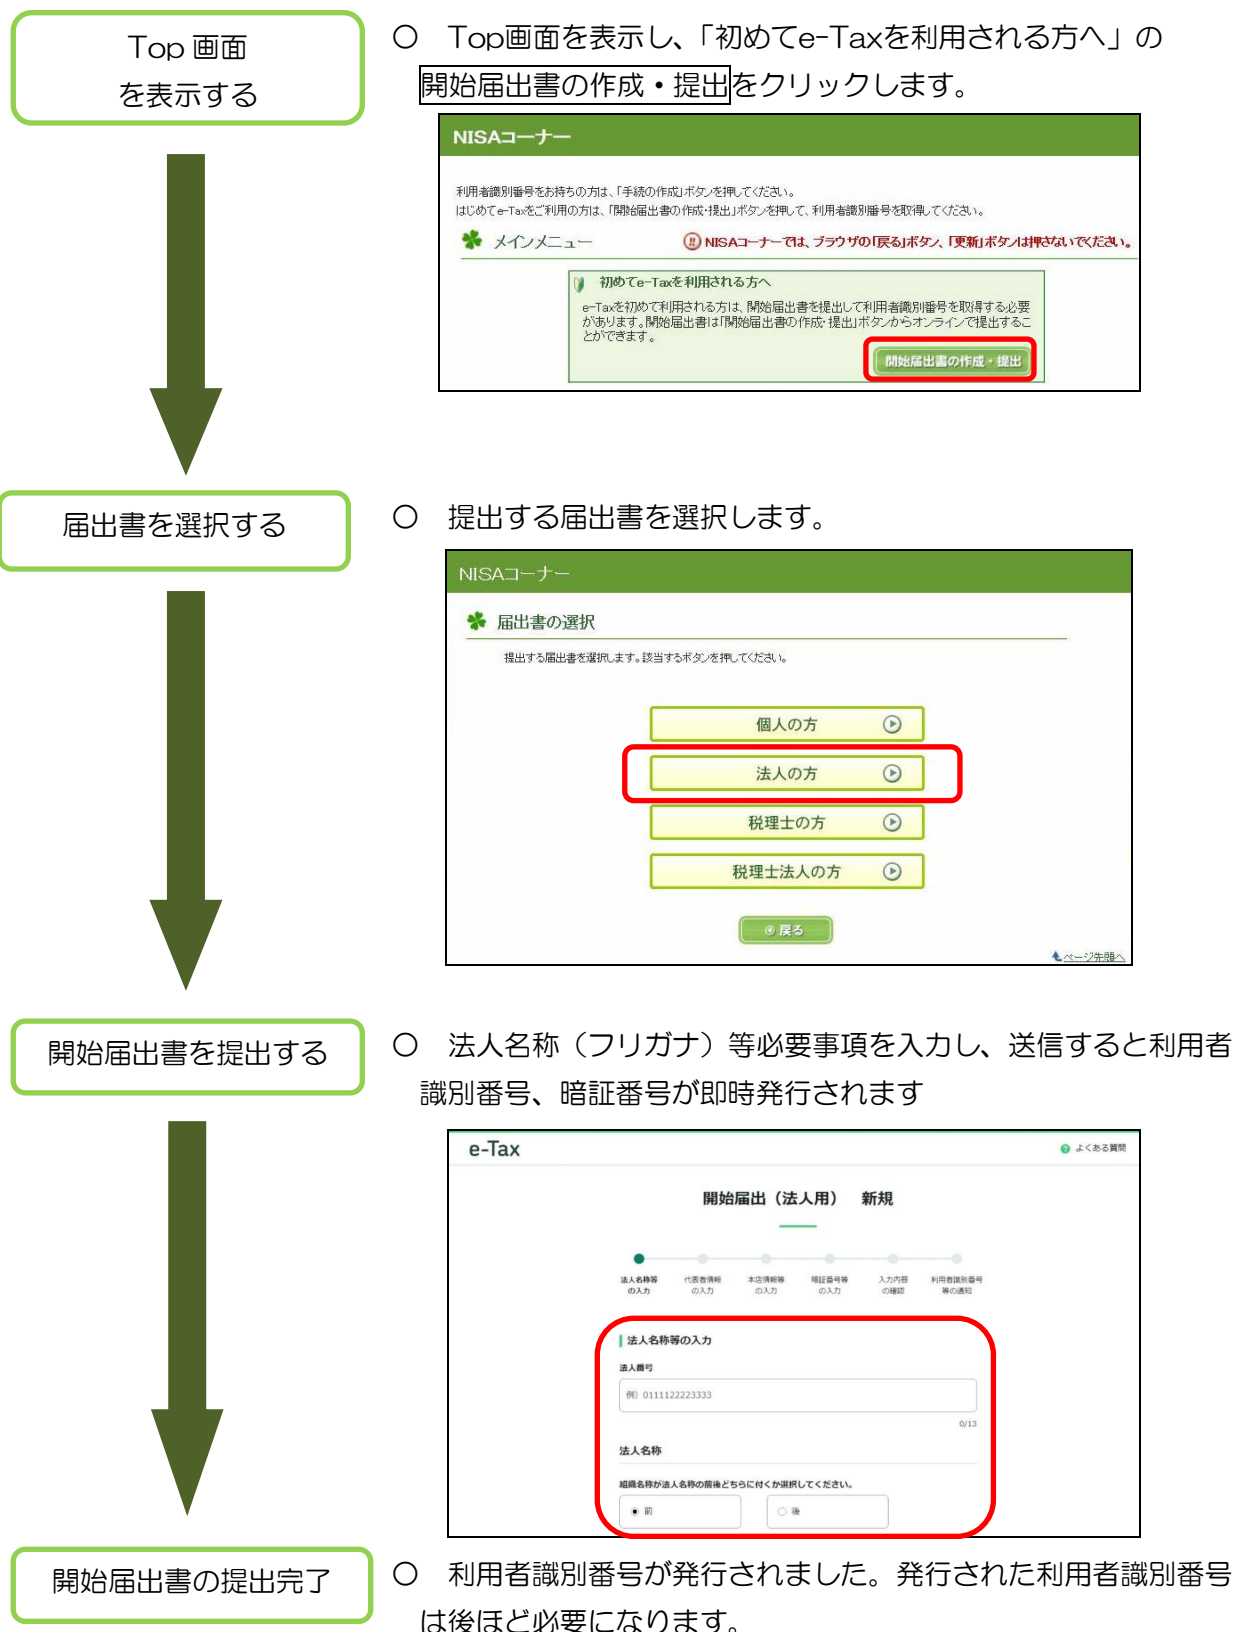 Top 画面
を表示する
○ Top画面を表示し、「初めてe-Taxを利用される方へ」の
開始届出書の作成・提出をクリックします。
NISAコーナー
利用者識別番号をお持ちの方は、「手続の作成」ボタンを押してください。
はじめてe-Taxをご利用の方は、「開始届出書の作成・提出」ボタンを押して、利用者識別番号を取得してください。
メインメニュー
NISAコーナーでは、ブラウザの「戻る」ボタン、「更新」ボタンは押さないでください。
初めてe-Taxを利用される方へ
e-Taxを初めて利用される方は、開始届出書を提出して利用者識別番号を取得する必要
があります。開始届出書は「開始届出書の作成・提出」ボタンからオンラインで提出するこ
とができます。
開始届出書の作成・提出
届出書を選択する
○ 提出する届出書を選択します。
NISAコーナー
届出書の選択
提出する届出書を選択します。該当するボタンを押してください。
個人の方
法人の方
税理士の方
税理士法人の方
戻る
ページ先頭へ
開始届出書を提出する
○ 法人名称（フリガナ）等必要事項を入力し、送信すると利用者
識別番号、暗証番号が即時発行されます
e-Tax
? よくある質問
開始届出（法人用） 新規
法人名称等
の入力
代表者情報
の入力
本店情報等
の入力
暗証番号等
の入力
入力内容
の確認
利用者識別番号
等の通知
法人名称等の入力
法人番号
例）0111122223333
0/13
法人名称
組織名称が法人名称の前後どちらに付くか選択してください。
前
後
開始届出書の提出完了
○ 利用者識別番号が発行されました。発行された利用者識別番号
は後ほど必要になります。